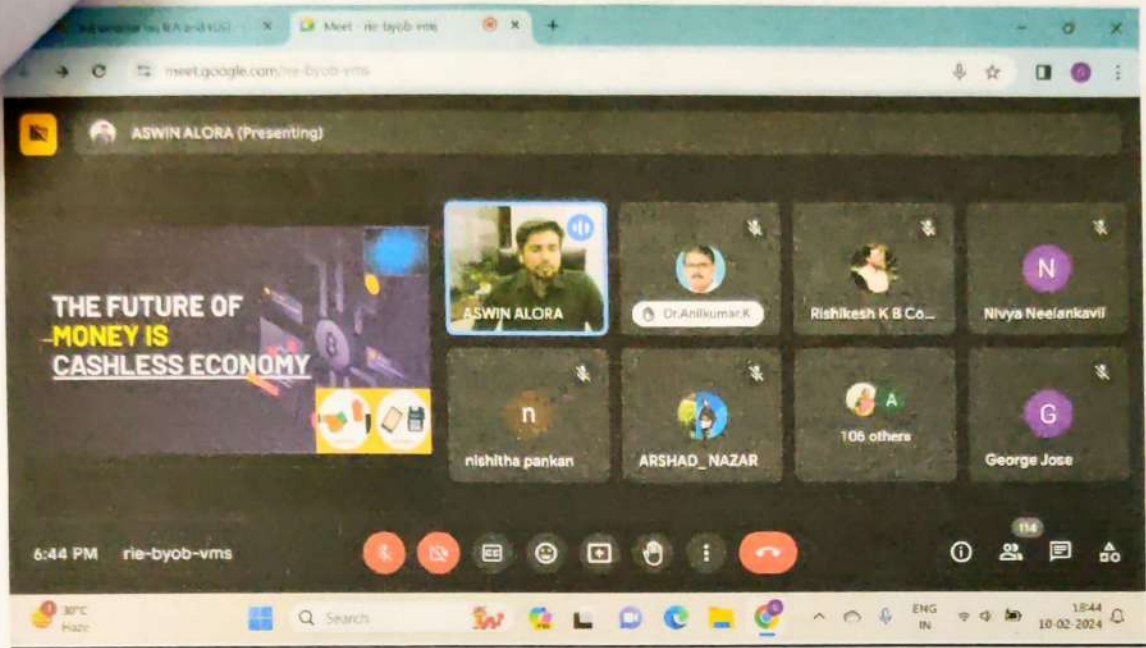 Meet - rie-byob-vms
meet.google.com/rie-byob-vms
ASWIN ALORA (Presenting)
THE FUTURE OF
MONEY IS
CASHLESS ECONOMY
ASWIN ALORA
Dr.Anilkumar.K
Rishikesh K B Co...
N
Nivya Neelankavil
n
nishitha pankan
ARSHAD_NAZAR
A
106 others
G
George Jose
6:44 PM rie-byob-vms
CC
114
30°C
Haze
Search
ENG
IN
18:44
10-02-2024